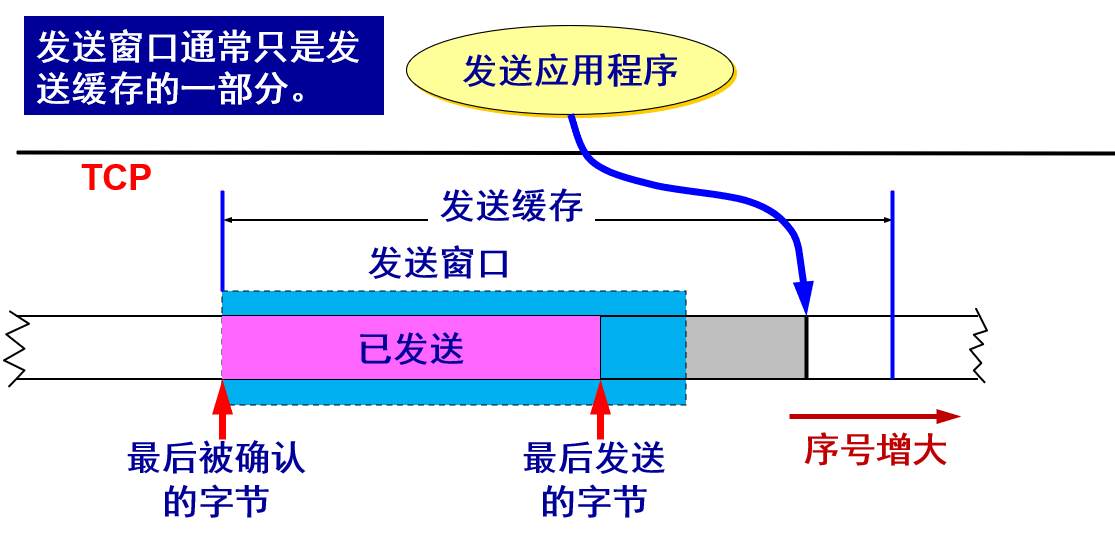 发送窗口通常只是发
送缓存的一部分。
发送应用程序
TCP
发送缓存
发送窗口
已发送
最后被确认
的字节
最后发送
的字节
序号增大